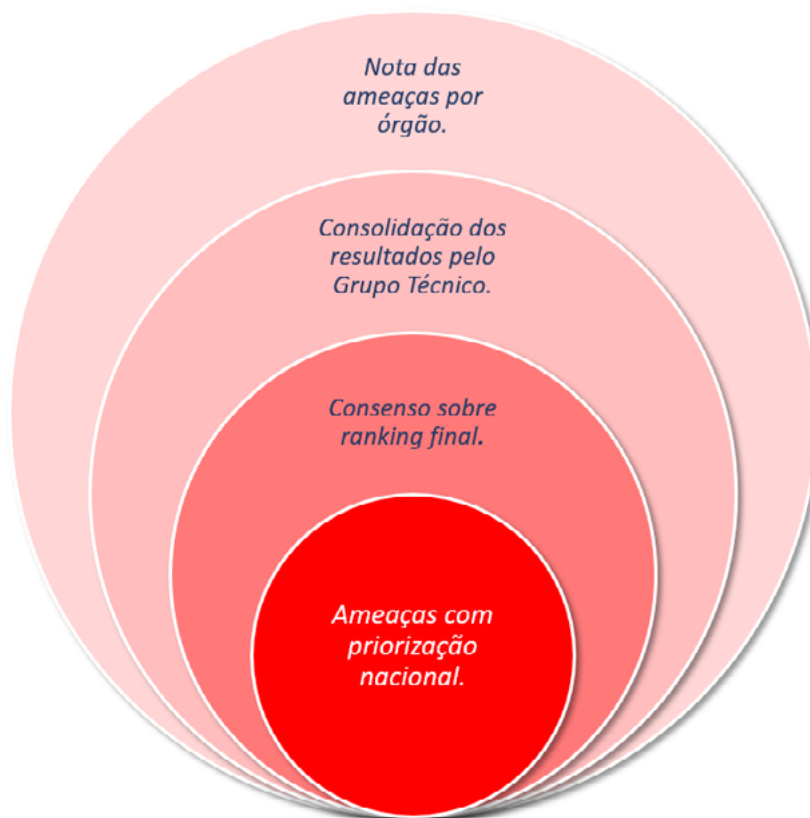 Nota das
ameaças por
órgão.
Consolidação dos
resultados pelo
Grupo Técnico.
Consenso sobre
ranking final.
Ameaças com
priorização
nacional.